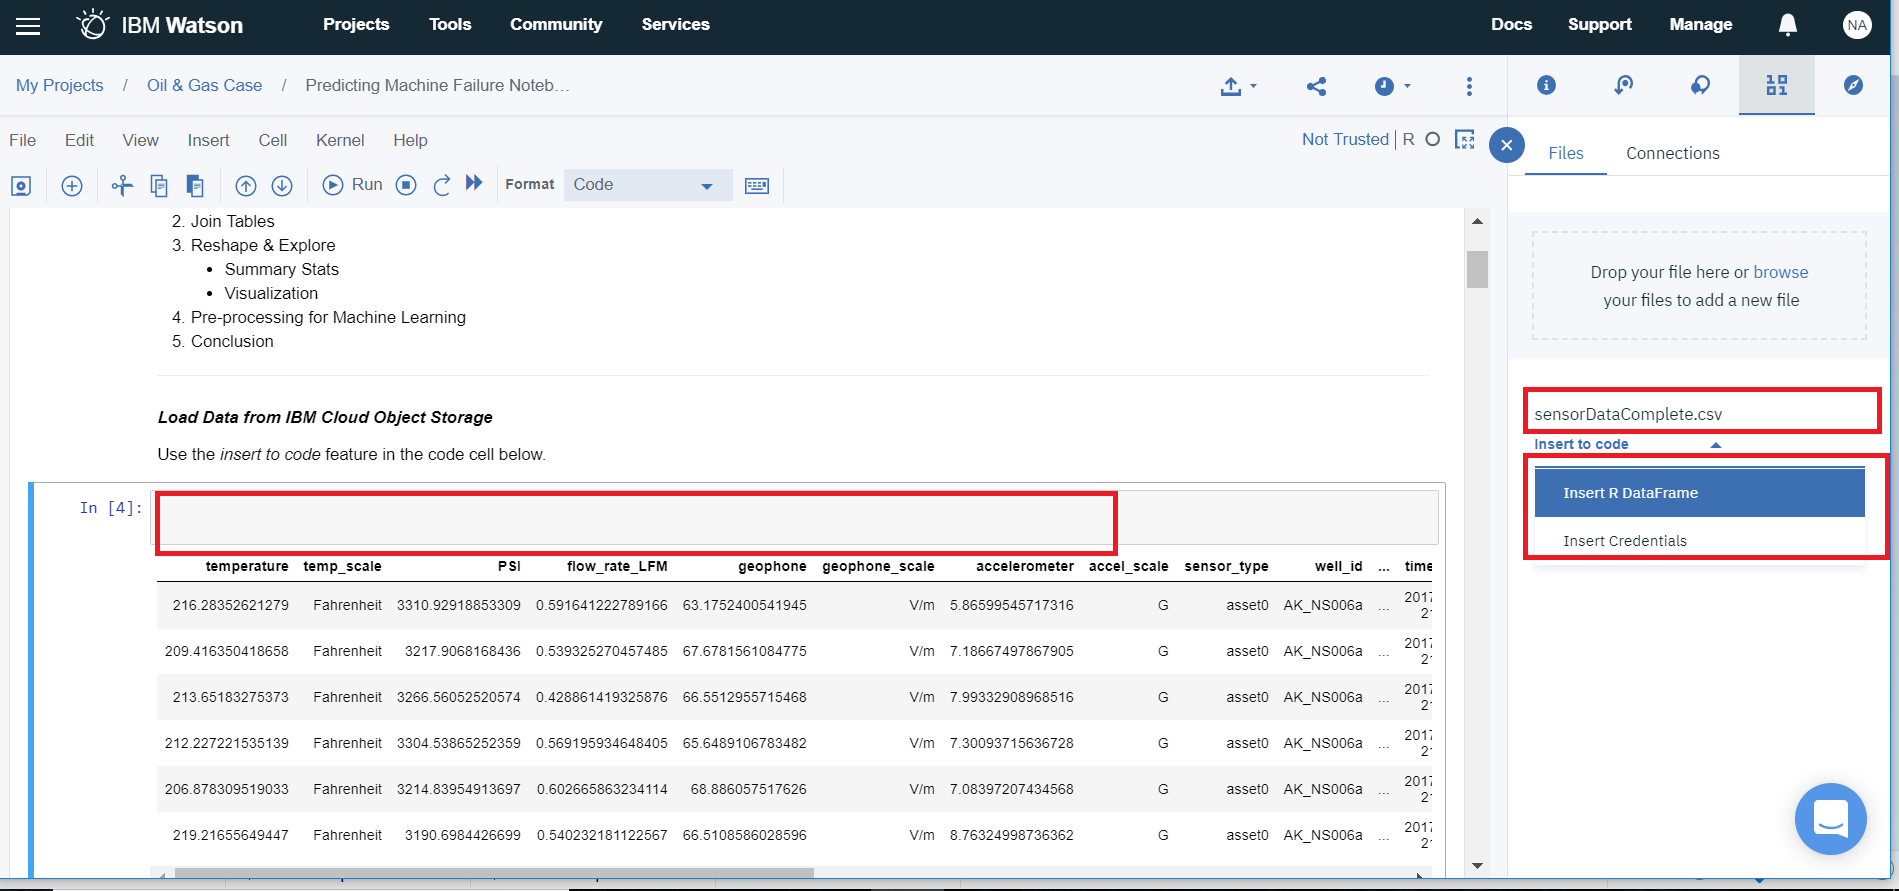 IBM Watson Projects Tools Community Services Docs Support Manage NA
My Projects / Oil & Gas Case / Predicting Machine Failure Noteb...
File Edit View Insert Cell Kernel Help Not Trusted | R
Run Format Code
Files Connections
2. Join Tables
3. Reshape & Explore
• Summary Stats
• Visualization
4. Pre-processing for Machine Learning
5. Conclusion
Load Data from IBM Cloud Object Storage
Use the insert to code feature in the code cell below.
In [4]:
temperature temp_scale PSI flow_rate_LFM geophone geophone_scale accelerometer accel_scale sensor_type well_id ... time
216.28352621279 Fahrenheit 3310.92918853309 0.591641222789166 63.1752400541945 V/m 5.86599545717316 G asset0 AK_NS006a ... 2017
21
209.416350418658 Fahrenheit 3217.9068168436 0.539325270457485 67.6781561084775 V/m 7.18667497867905 G asset0 AK_NS006a ... 2017
21
213.65183275373 Fahrenheit 3266.56052520574 0.428861419325876 66.5512955715468 V/m 7.99332908968516 G asset0 AK_NS006a ... 2017
21
212.227221535139 Fahrenheit 3304.53865252359 0.569195934648405 65.6489106783482 V/m 7.30093715636728 G asset0 AK_NS006a ... 2017
21
206.878309519033 Fahrenheit 3214.83954913697 0.602665863234114 68.886057517626 V/m 7.08397207434568 G asset0 AK_NS006a ... 2017
21
219.21655649447 Fahrenheit 3190.6984426699 0.540232181122567 66.5108586028596 V/m 8.76324998736362 G asset0 AK_NS006a ... 2017
21
Drop your file here or browse
your files to add a new file
sensorDataComplete.csv
Insert to code
Insert R DataFrame
Insert Credentials